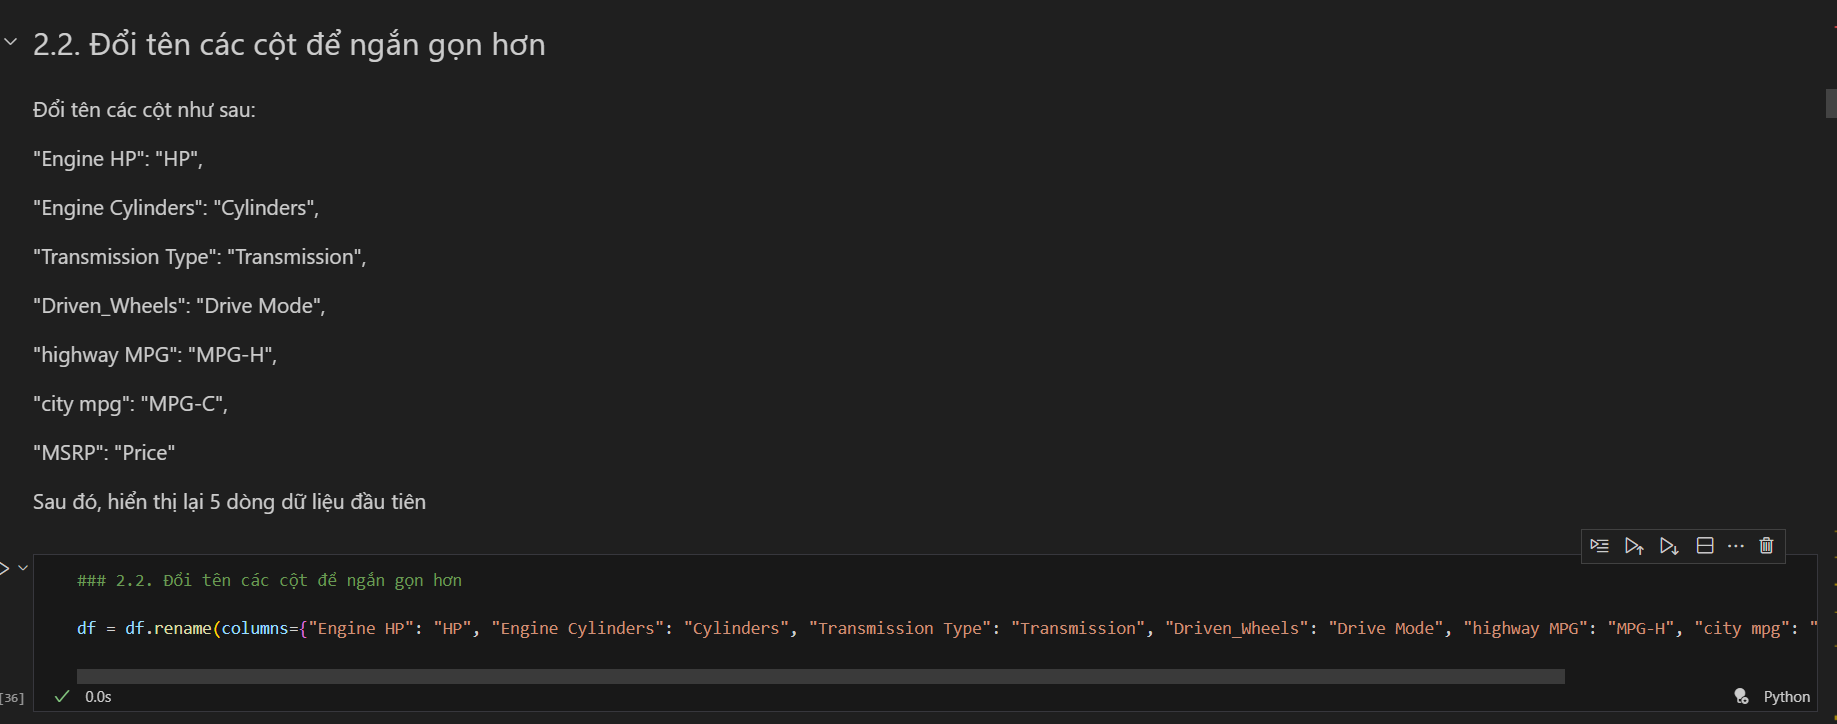 2.2. Đổi tên các cột để ngắn gọn hơn
Đổi tên các cột như sau:
"Engine HP": "HP",
"Engine Cylinders": "Cylinders",
"Transmission Type": "Transmission",
"Driven_Wheels": "Drive Mode",
"highway MPG": "MPG-H",
"city mpg": "MPG-C",
"MSRP": "Price"
Sau đó, hiển thị lại 5 dòng dữ liệu đầu tiên
### 2.2. Đổi tên các cột để ngắn gọn hơn
df = df.rename(columns={"Engine HP": "HP", "Engine Cylinders": "Cylinders", "Transmission Type": "Transmission", "Driven_Wheels": "Drive Mode", "highway MPG": "MPG-H", "city mpg": "
[36]
0.0s
Python